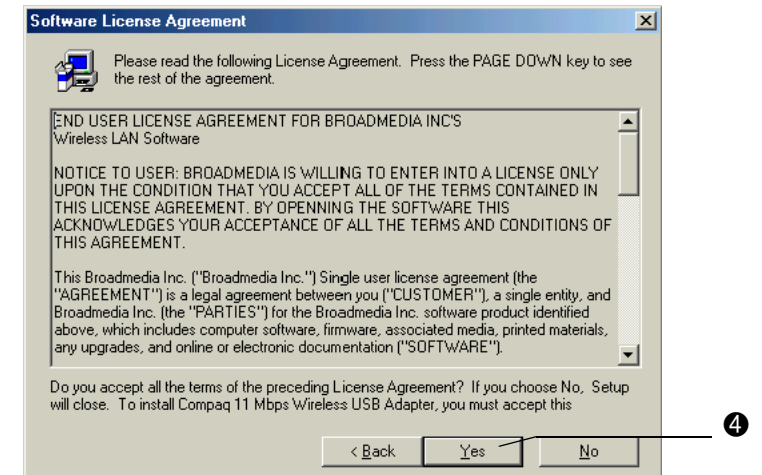 Software License Agreement
Please read the following License Agreement. Press the PAGE DOWN key to see
the rest of the agreement.
END USER LICENSE AGREEMENT FOR BROADMEDIA INC'S
Wireless LAN Software
NOTICE TO USER: BROADMEDIA IS WILLING TO ENTER INTO A LICENSE ONLY
UPON THE CONDITION THAT YOU ACCEPT ALL OF THE TERMS CONTAINED IN
THIS LICENSE AGREEMENT. BY OPENNING THE SOFTWARE THIS
ACKNOWLEDGES YOUR ACCEPTANCE OF ALL THE TERMS AND CONDITIONS OF
THIS AGREEMENT.
This Broadmedia Inc. ("Broadmedia Inc.") Single user license agreement (the
"AGREEMENT") is a legal agreement between you ("CUSTOMER"), a single entity, and
Broadmedia Inc. (the "PARTIES") for the Broadmedia Inc. software product identified
above, which includes computer software, firmware, associated media, printed materials,
any upgrades, and online or electronic documentation ("SOFTWARE").
Do you accept all the terms of the preceding License Agreement? If you choose No, Setup
will close. To install Compaq 11 Mbps Wireless USB Adapter, you must accept this
< Back Yes No
❹